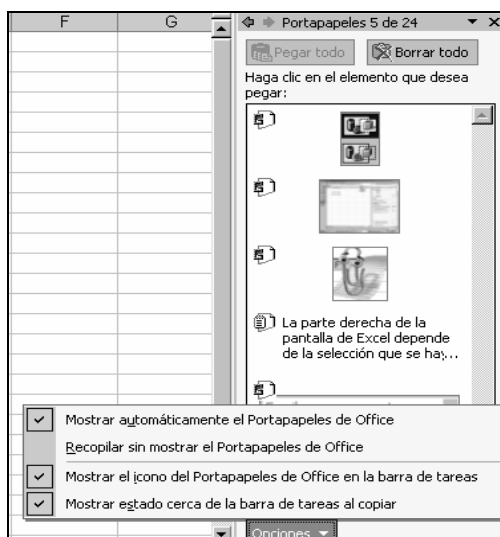 F G
Portapapeles 5 de 24
Pegar todo Borrar todo
Haga clic en el elemento que desea
pegar:
La parte derecha de la
pantalla de Excel depende
de la selección que se hay...
Mostrar automáticamente el Portapapeles de Office
Recopilar sin mostrar el Portapapeles de Office
Mostrar el icono del Portapapeles de Office en la barra de tareas
Mostrar estado cerca de la barra de tareas al copiar
Opciones